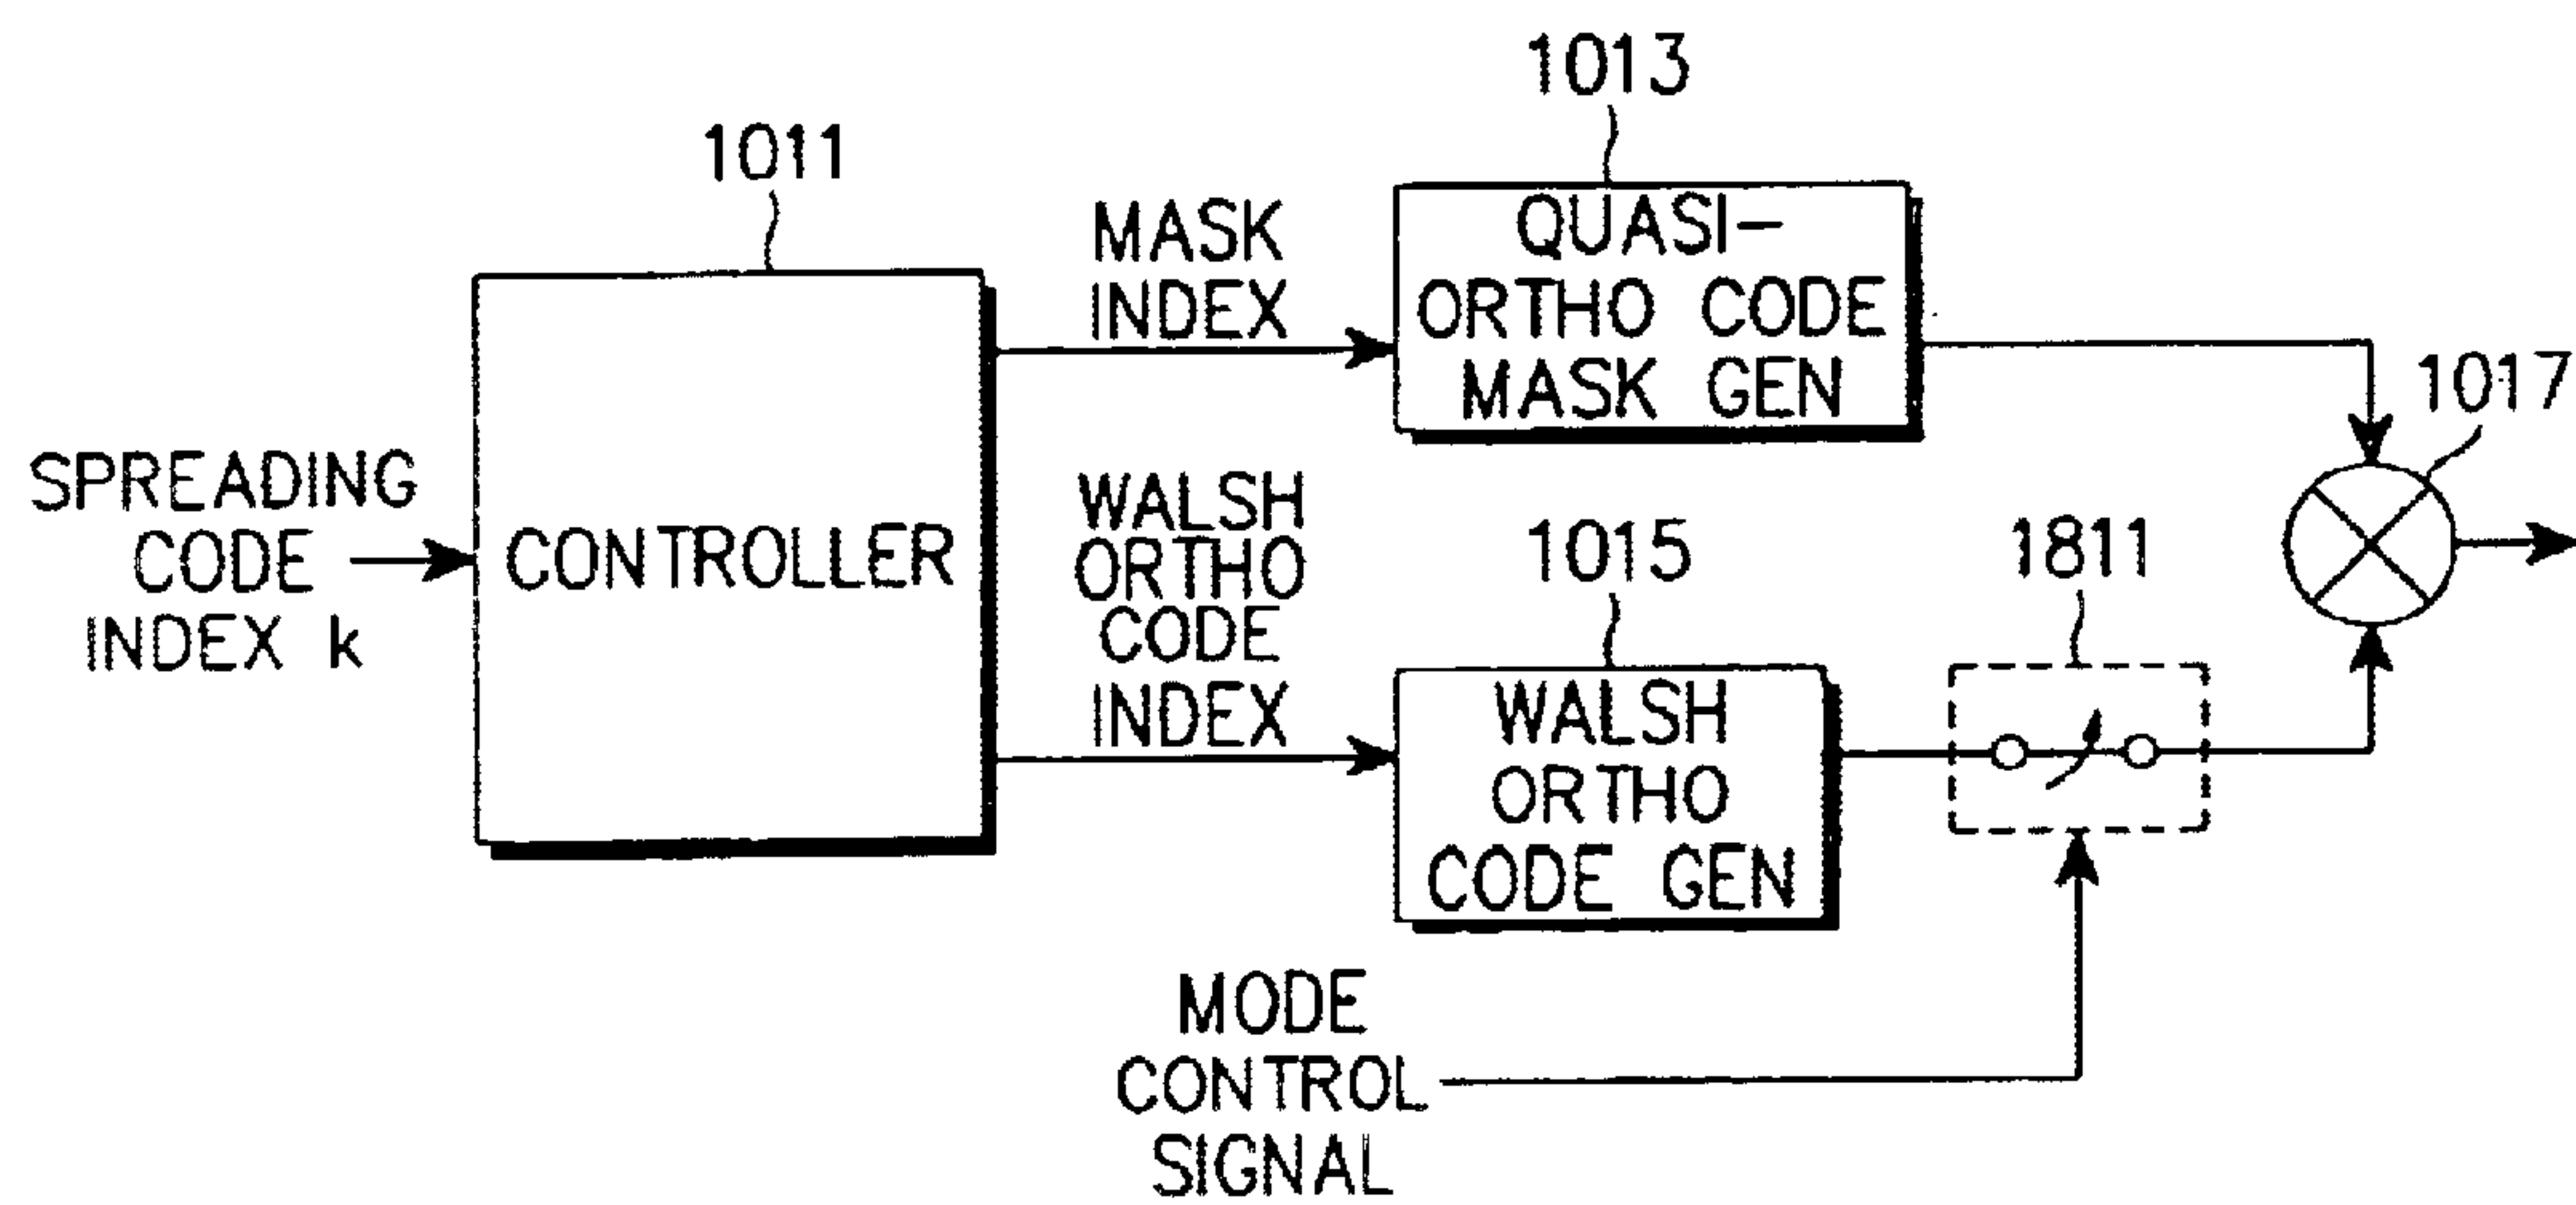 1013
1011
QUASI-
ORTHO CODE
MASK GEN
MASK
INDEX
1017
SPREADING
CODE
INDEX k
CONTROLLER
WALSH
ORTHO
CODE
INDEX
1015
1811
WALSH
ORTHO
CODE GEN
MODE
CONTROL
SIGNAL